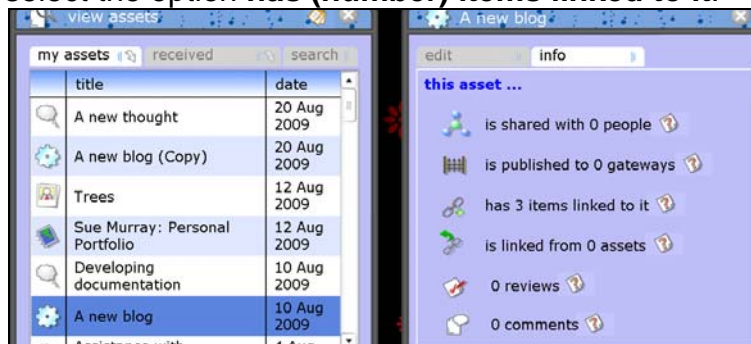 select the option has (number) items linked to it.
view assets
my assets received search
title date
A new thought 20 Aug 2009
A new blog (Copy) 20 Aug 2009
Trees 12 Aug 2009
Sue Murray: Personal Portfolio 12 Aug 2009
Developing documentation 10 Aug 2009
A new blog 10 Aug 2009
A new blog
edit info
this asset ...
is shared with 0 people
is published to 0 gateways
has 3 items linked to it
is linked from 0 assets
0 reviews
0 comments